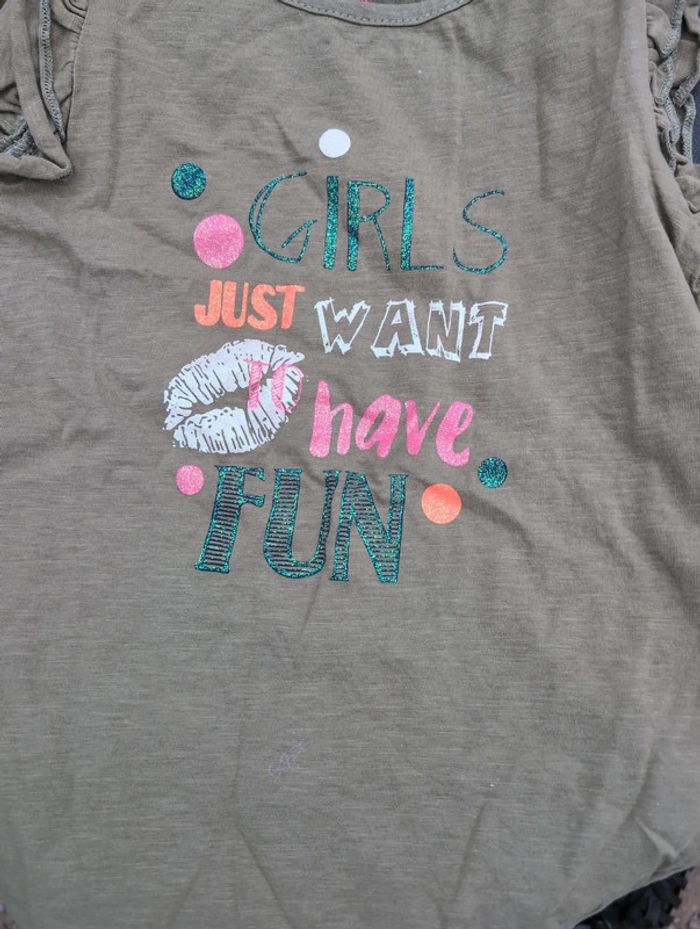 GIRLS
JUST WANT
TO have
FUN